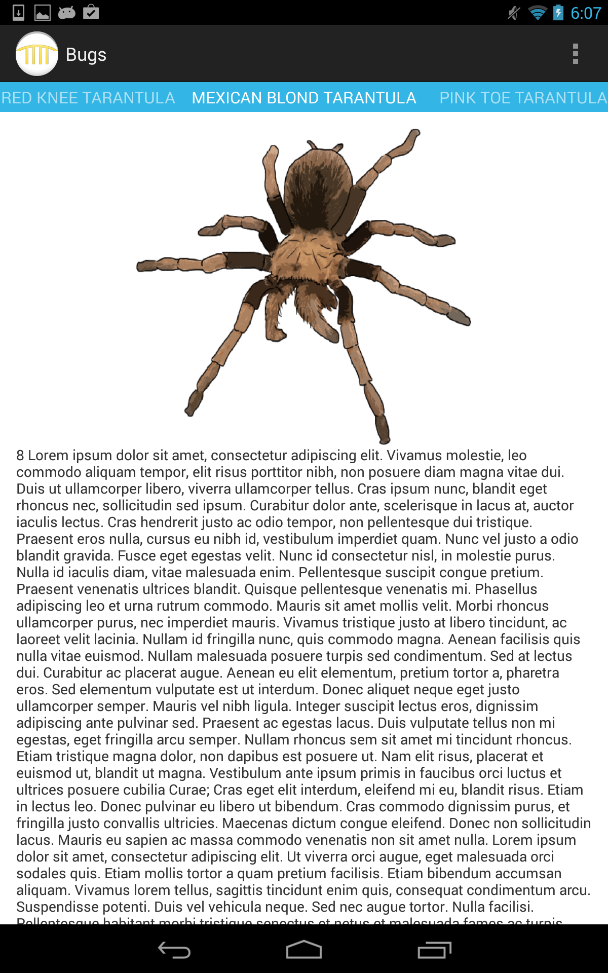 6:07
Bugs
RED KNEE TARANTULA MEXICAN BLOND TARANTULA PINK TOE TARANTULA
8 Lorem ipsum dolor sit amet, consectetur adipiscing elit. Vivamus molestie, leo
commodo aliquam tempor, elit risus porttitor nibh, non posuere diam magna vitae dui.
Duis ut ullamcorper libero, viverra ullamcorper tellus. Cras ipsum nunc, blandit eget
rhoncus nec, sollicitudin sed ipsum. Curabitur dolor ante, scelerisque in lacus at, auctor
iaculis lectus. Cras hendrerit justo ac odio tempor, non pellentesque dui tristique.
Praesent eros nulla, cursus eu nibh id, vestibulum imperdiet quam. Nunc vel justo a odio
blandit gravida. Fusce eget egestas velit. Nunc id consectetur nisl, in molestie purus.
Nulla id iaculis diam, vitae malesuada enim. Pellentesque suscipit congue pretium.
Praesent venenatis ultrices blandit. Quisque pellentesque venenatis mi. Phasellus
adipiscing leo et urna rutrum commodo. Mauris sit amet mollis velit. Morbi rhoncus
ullamcorper purus, nec imperdiet mauris. Vivamus tristique justo at libero tincidunt, ac
laoreet velit lacinia. Nullam id fringilla nunc, quis commodo magna. Aenean facilisis quis
nulla vitae euismod. Nullam malesuada posuere turpis sed condimentum. Sed at lectus
dui. Curabitur ac placerat augue. Aenean eu elit elementum, pretium tortor a, pharetra
eros. Sed elementum vulputate est ut interdum. Donec aliquet neque eget justo
ullamcorper semper. Mauris vel nibh ligula. Integer suscipit lectus eros, dignissim
adipiscing ante pulvinar sed. Praesent ac egestas lacus. Duis vulputate tellus non mi
egestas, eget fringilla arcu semper. Nullam rhoncus sem sit amet mi tincidunt rhoncus.
Etiam tristique magna dolor, non dapibus est posuere ut. Nam elit risus, placerat et
euismod ut, blandit ut magna. Vestibulum ante ipsum primis in faucibus orci luctus et
ultrices posuere cubilia Curae; Cras eget elit interdum, eleifend mi eu, blandit risus. Etiam
in lectus leo. Donec pulvinar eu libero ut bibendum. Cras commodo dignissim purus, et
fringilla justo convallis ultricies. Maecenas dictum congue eleifend. Donec non sollicitudin
lacus. Mauris eu sapien ac massa commodo venenatis non sit amet nulla. Lorem ipsum
dolor sit amet, consectetur adipiscing elit. Ut viverra orci augue, eget malesuada orci
sodales quis. Etiam mollis tortor a quam pretium facilisis. Etiam bibendum accumsan
aliquam. Vivamus lorem tellus, sagittis tincidunt enim quis, consequat condimentum arcu.
Suspendisse potenti. Duis vel vehicula neque. Sed nec augue tortor. Nulla facilisi.
Pellentesque habitant morbi tristique senectus et netus et malesuada fames ac turpis